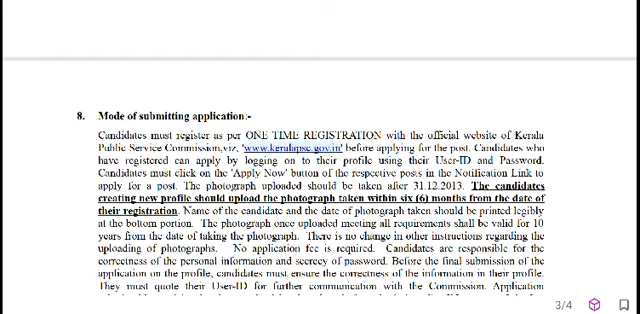 8. Mode of submitting application:-
Candidates must register as per ONE TIME REGISTRATION with the official website of Kerala
Public Service Commission,viz, 'www.keralapsc.gov.in' before applying for the post. Candidates who
have registered can apply by logging on to their profile using their User-ID and Password.
Candidates must click on the 'Apply Now' button of the respective posts in the Notification Link to
apply for a post. The photograph uploaded should be taken after 31.12.2013. The candidates
creating new profile should upload the photograph taken within six (6) months from the date of
their registration. Name of the candidate and the date of photograph taken should be printed legibly
at the bottom portion. The photograph once uploaded meeting all requirements shall be valid for 10
years from the date of taking the photograph. There is no change in other instructions regarding the
uploading of photographs. No application fee is required. Candidates are responsible for the
correctness of the personal information and secrecy of password. Before the final submission of the
application on the profile, candidates must ensure the correctness of the information in their profile.
They must quote their User-ID for further communication with the Commission. Application
3/4